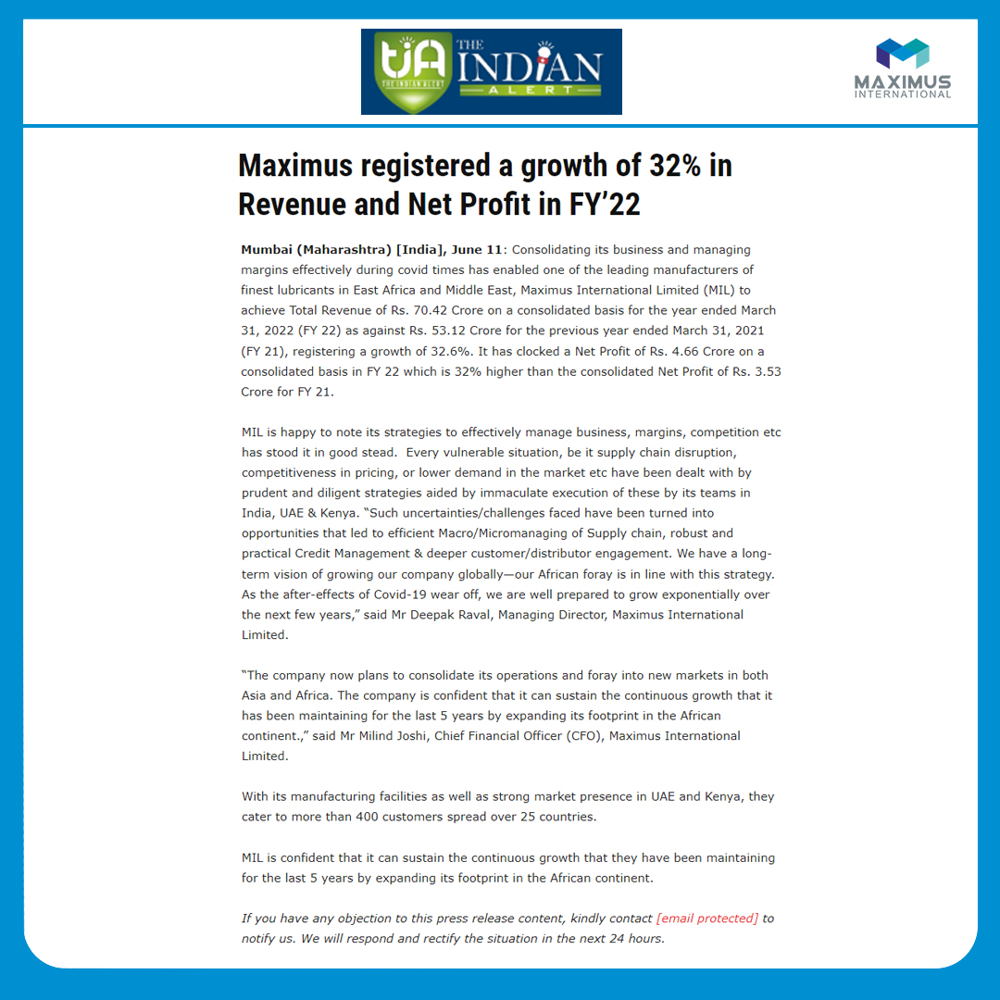 UA
THE INDIAN ALERT
THE
INDIAN
ALERT
MAXIMUS
INTERNATIONAL
Maximus registered a growth of 32% in
Revenue and Net Profit in FY’22
Mumbai (Maharashtra) [India], June 11: Consolidating its business and managing
margins effectively during covid times has enabled one of the leading manufacturers of
finest lubricants in East Africa and Middle East, Maximus International Limited (MIL) to
achieve Total Revenue of Rs. 70.42 Crore on a consolidated basis for the year ended March
31, 2022 (FY 22) as against Rs. 53.12 Crore for the previous year ended March 31, 2021
(FY 21), registering a growth of 32.6%. It has clocked a Net Profit of Rs. 4.66 Crore on a
consolidated basis in FY 22 which is 32% higher than the consolidated Net Profit of Rs. 3.53
Crore for FY 21.
MIL is happy to note its strategies to effectively manage business, margins, competition etc
has stood it in good stead.  Every vulnerable situation, be it supply chain disruption,
competitiveness in pricing, or lower demand in the market etc have been dealt with by
prudent and diligent strategies aided by immaculate execution of these by its teams in
India, UAE & Kenya. “Such uncertainties/challenges faced have been turned into
opportunities that led to efficient Macro/Micromanaging of Supply chain, robust and
practical Credit Management & deeper customer/distributor engagement. We have a long-
term vision of growing our company globally—our African foray is in line with this strategy.
As the after-effects of Covid-19 wear off, we are well prepared to grow exponentially over
the next few years,” said Mr Deepak Raval, Managing Director, Maximus International
Limited.
“The company now plans to consolidate its operations and foray into new markets in both
Asia and Africa. The company is confident that it can sustain the continuous growth that it
has been maintaining for the last 5 years by expanding its footprint in the African
continent.,” said Mr Milind Joshi, Chief Financial Officer (CFO), Maximus International
Limited.
With its manufacturing facilities as well as strong market presence in UAE and Kenya, they
cater to more than 400 customers spread over 25 countries.
MIL is confident that it can sustain the continuous growth that they have been maintaining
for the last 5 years by expanding its footprint in the African continent.
If you have any objection to this press release content, kindly contact [email protected] to
notify us. We will respond and rectify the situation in the next 24 hours.